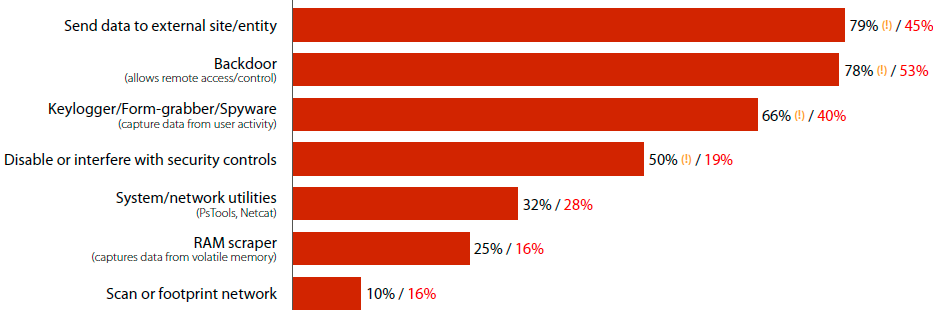 Send data to external site/entity 79% (!) / 45%
Backdoor
(allows remote access/control) 78% (!) / 53%
Keylogger/Form-grabber/Spyware
(capture data from user activity) 66% (!) / 40%
Disable or interfere with security controls 50% (!) / 19%
System/network utilities
(PsTools, Netcat) 32% / 28%
RAM scraper
(captures data from volatile memory) 25% / 16%
Scan or footprint network 10% / 16%